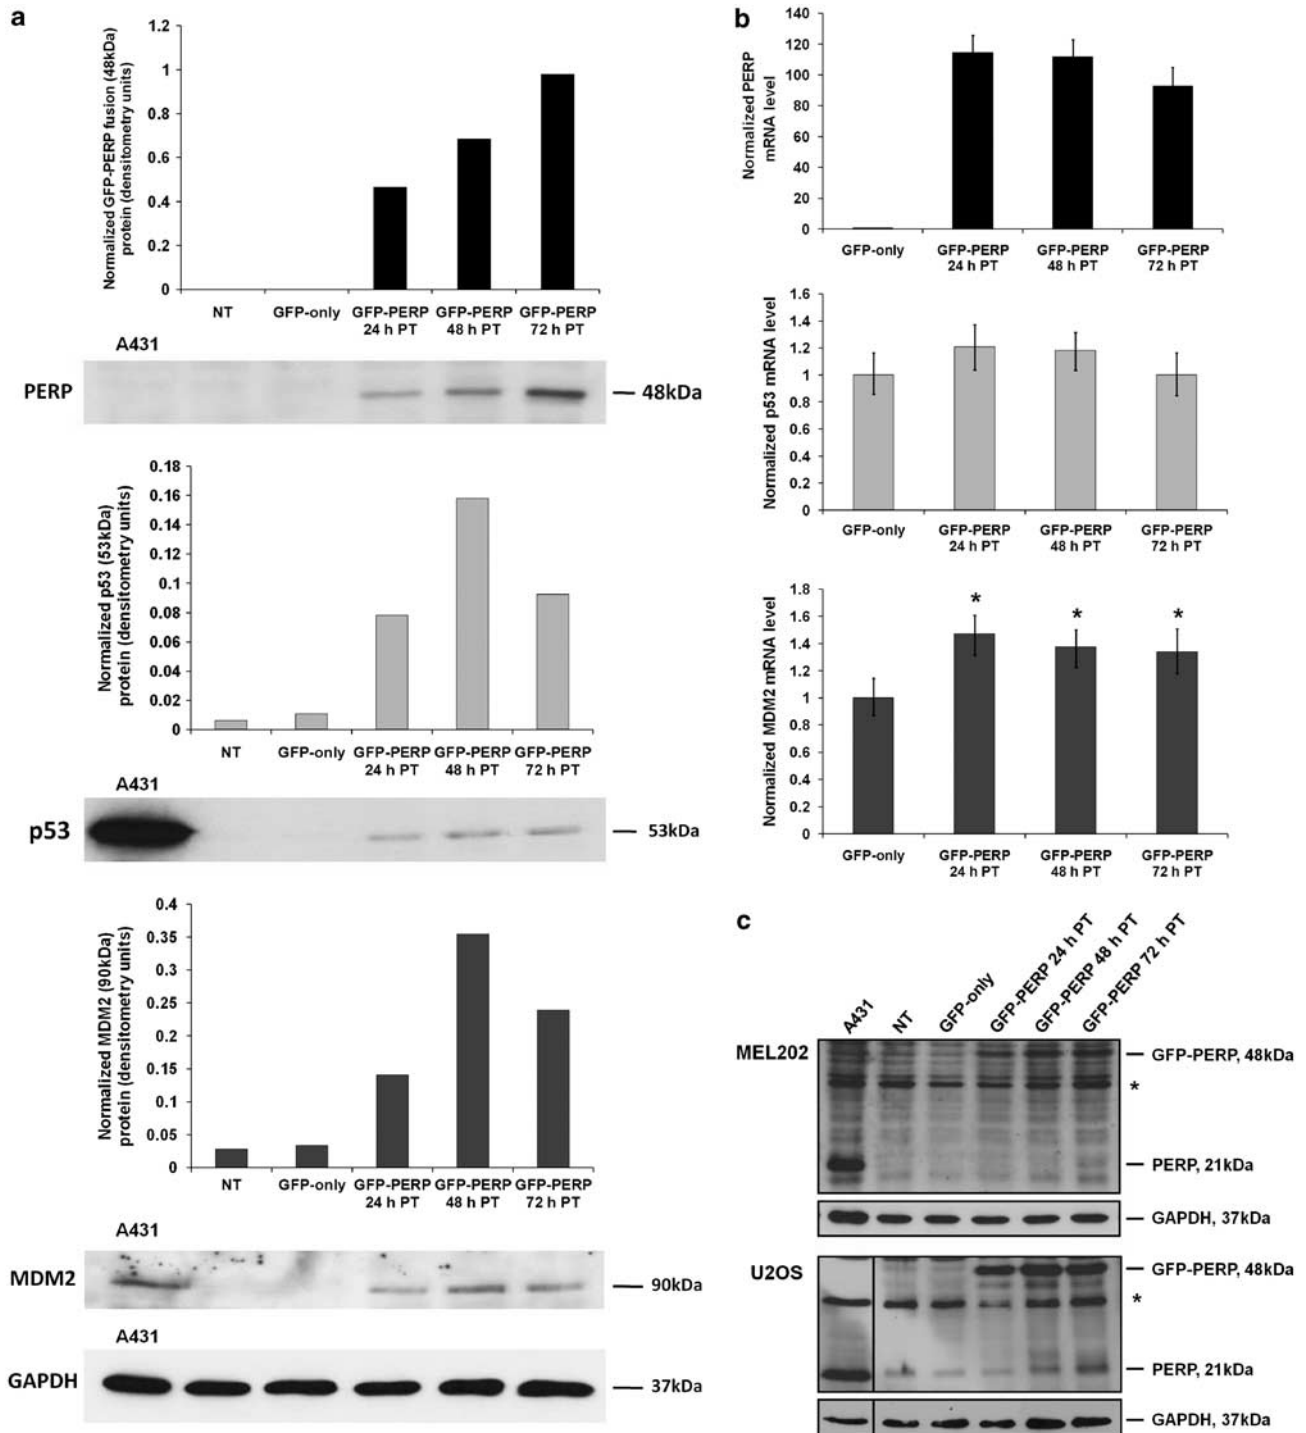 a
Normalized GFP-PERP fusion (48kDa)
protein (densitometry units)
1.2
1
0.8
0.6
0.4
0.2
0
NT
GFP-only
GFP-PERP
24 h PT
GFP-PERP
48 h PT
GFP-PERP
72 h PT
A431
PERP
48kDa
Normalized p53 (53kDa)
protein (densitometry units)
0.18
0.16
0.14
0.12
0.1
0.08
0.06
0.04
0.02
0
NT
GFP-only
GFP-PERP
24 h PT
GFP-PERP
48 h PT
GFP-PERP
72 h PT
A431
p53
53kDa
Normalized MDM2 (90kDa)
protein (densitometry units)
0.4
0.35
0.3
0.25
0.2
0.15
0.1
0.05
0
NT
GFP-only
GFP-PERP
24 h PT
GFP-PERP
48 h PT
GFP-PERP
72 h PT
A431
MDM2
90kDa
A431
GAPDH
37kDa
b
Normalized PERP
mRNA level
140
120
100
80
60
40
20
0
GFP-only
GFP-PERP
24 h PT
GFP-PERP
48 h PT
GFP-PERP
72 h PT
Normalized p53 mRNA level
1.6
1.4
1.2
1
0.8
0.6
0.4
0.2
0
GFP-only
GFP-PERP
24 h PT
GFP-PERP
48 h PT
GFP-PERP
72 h PT
Normalized MDM2 mRNA level
1.8
1.6
1.4
1.2
1
0.8
0.6
0.4
0.2
0
*
*
*
GFP-only
GFP-PERP
24 h PT
GFP-PERP
48 h PT
GFP-PERP
72 h PT
c
A431
NT
GFP-only
GFP-PERP 24 h PT
GFP-PERP 48 h PT
GFP-PERP 72 h PT
MEL202
GFP-PERP, 48kDa
*
PERP, 21kDa
GAPDH, 37kDa
U2OS
GFP-PERP, 48kDa
*
PERP, 21kDa
GAPDH, 37kDa